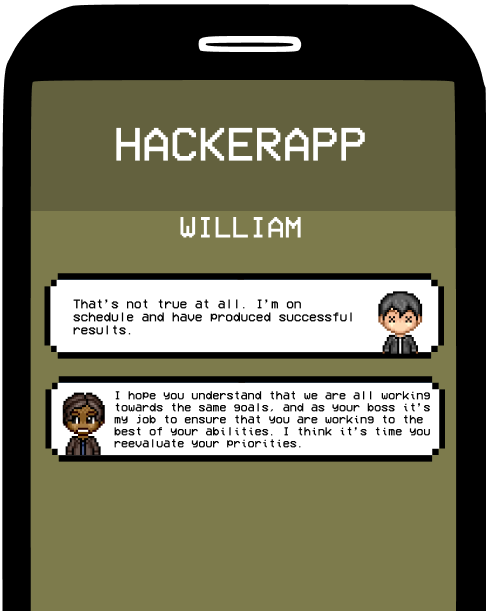 HACKERAPP
WILLIAM
That's not true at all. I'm on
schedule and have produced successful
results.
I hope you understand that we are all working
towards the same goals, and as your boss it's
my job to ensure that you are working to the
best of your abilities. I think it's time you
reevaluate your priorities.